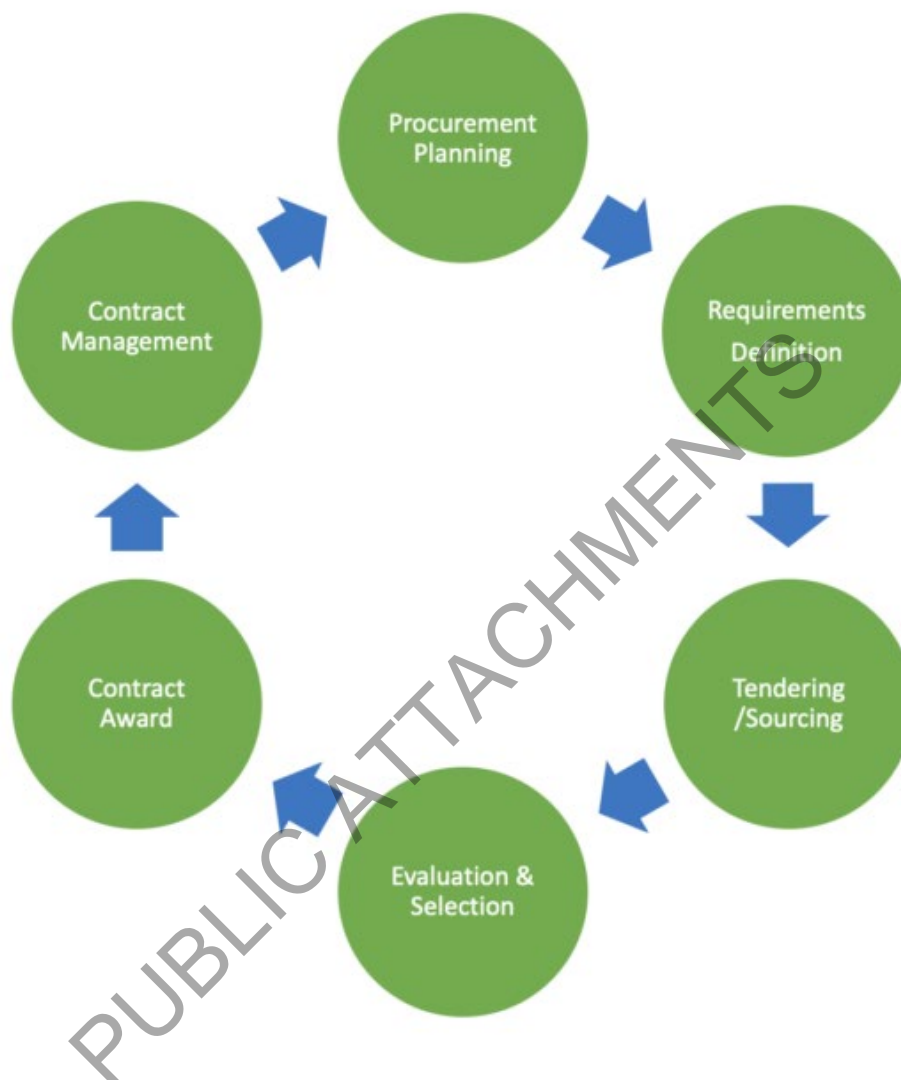 Procurement
Planning
Requirements
Definition
Tendering
/Sourcing
Evaluation &
Selection
Contract
Award
Contract
Management
PUBLIC ATTACHMENTS